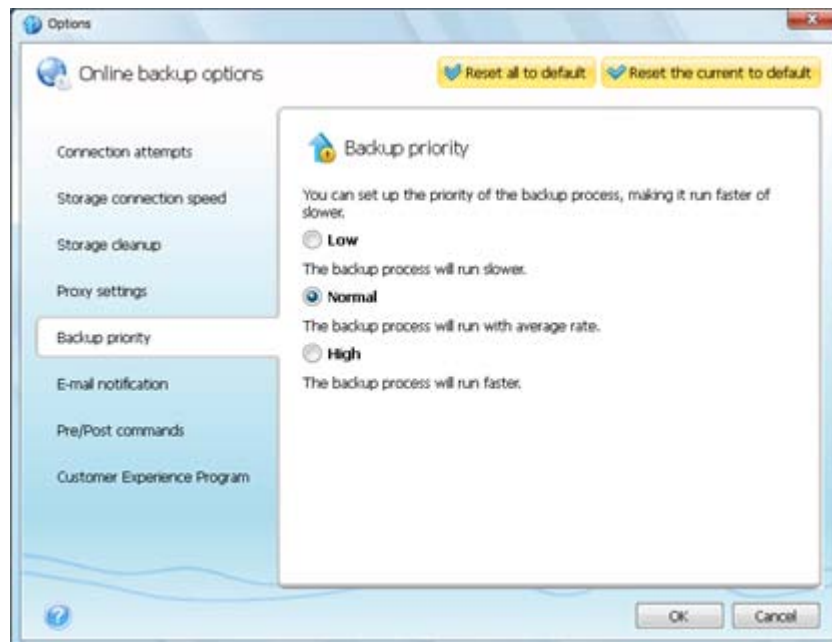 Options
Online backup options
Reset all to default
Reset the current to default
Connection attempts
Storage connection speed
Storage cleanup
Proxy settings
Backup priority
E-mail notification
Pre/Post commands
Customer Experience Program
Backup priority
You can set up the priority of the backup process, making it run faster of
slower.
Low
The backup process will run slower.
Normal
The backup process will run with average rate.
High
The backup process will run faster.
OK
Cancel